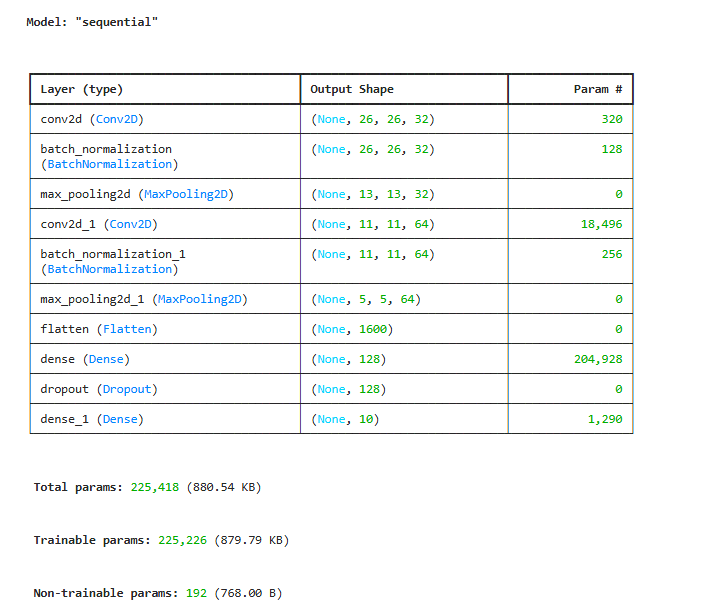 Model: "sequential"
Layer (type) Output Shape Param #
conv2d (Conv2D) (None, 26, 26, 32) 320
batch_normalization (None, 26, 26, 32) 128
(BatchNormalization)
max_pooling2d (MaxPooling2D) (None, 13, 13, 32) 0
conv2d_1 (Conv2D) (None, 11, 11, 64) 18,496
batch_normalization_1 (None, 11, 11, 64) 256
(BatchNormalization)
max_pooling2d_1 (MaxPooling2D) (None, 5, 5, 64) 0
flatten (Flatten) (None, 1600) 0
dense (Dense) (None, 128) 204,928
dropout (Dropout) (None, 128) 0
dense_1 (Dense) (None, 10) 1,290
Total params: 225,418 (880.54 KB)
Trainable params: 225,226 (879.79 KB)
Non-trainable params: 192 (768.00 B)